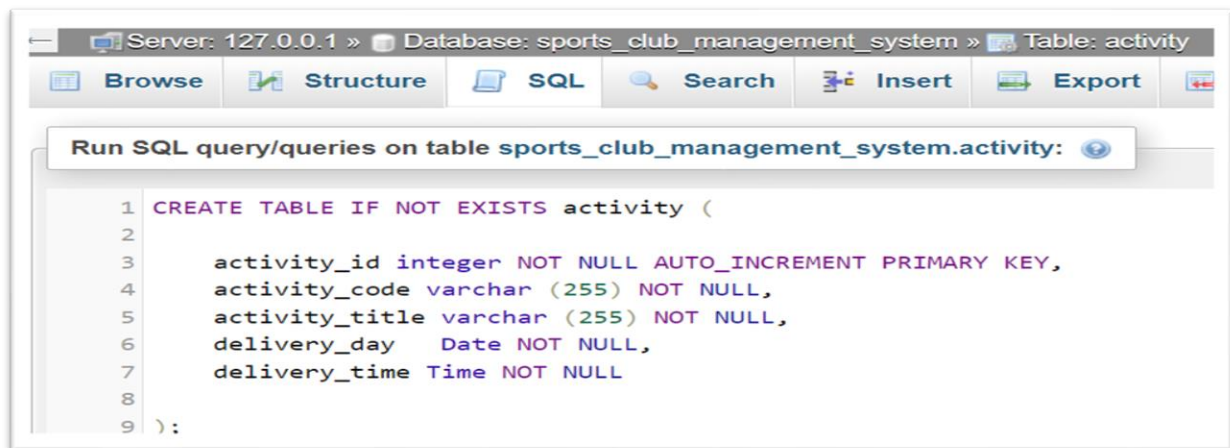 Server: 127.0.0.1 » Database: sports_club_management_system » Table: activity
Browse Structure SQL Search Insert Export
Run SQL query/queries on table sports_club_management_system.activity:
1 CREATE TABLE IF NOT EXISTS activity (
2
3 activity_id integer NOT NULL AUTO_INCREMENT PRIMARY KEY,
4 activity_code varchar (255) NOT NULL,
5 activity_title varchar (255) NOT NULL,
6 delivery_day Date NOT NULL,
7 delivery_time Time NOT NULL
8
9 );